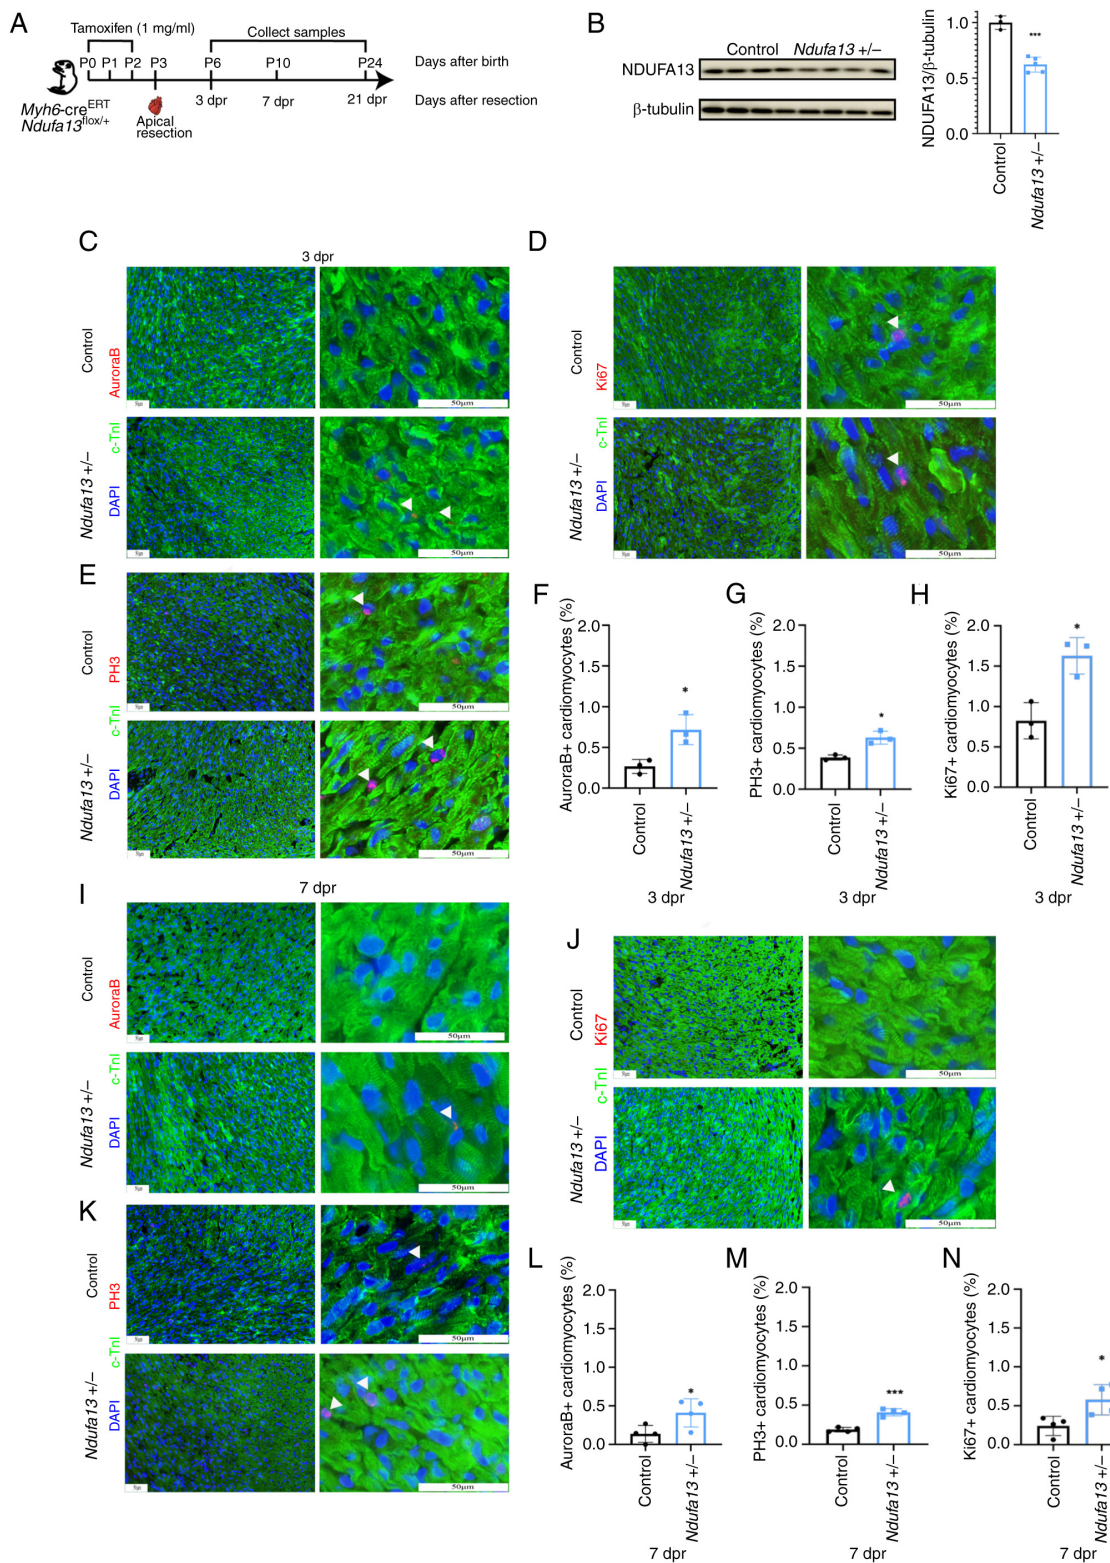 A
Tamoxifen (1 mg/ml)
Collect samples
P0 P1 P2 P3 P6 P10 P24 Days after birth
3 dpr 7 dpr 21 dpr Days after resection
Myh6-creERT
Ndufa13flox/+
Apical
resection
B
Control Ndufa13 +/–
NDUFA13
β-tubulin
NDUFA13/β-tubulin
1.0
0.5
0.0
***
Control
Ndufa13 +/–
C
3 dpr
Control
Ndufa13 +/–
AuroraB
c-TnI
DAPI
50μm
50μm
D
Control
Ndufa13 +/–
Ki67
c-TnI
DAPI
50μm
50μm
E
Control
Ndufa13 +/–
PH3
c-TnI
DAPI
50μm
50μm
F
AuroraB+ cardiomyocytes (%)
2.0
1.5
1.0
0.5
0.0
*
Control
Ndufa13 +/–
3 dpr
G
PH3+ cardiomyocytes (%)
2.0
1.5
1.0
0.5
0.0
*
Control
Ndufa13 +/–
3 dpr
H
Ki67+ cardiomyocytes (%)
2.0
1.5
1.0
0.5
0.0
*
Control
Ndufa13 +/–
3 dpr
I
7 dpr
Control
Ndufa13 +/–
AuroraB
c-TnI
DAPI
50μm
50μm
J
Control
Ndufa13 +/–
Ki67
c-TnI
DAPI
50μm
50μm
K
Control
Ndufa13 +/–
PH3
c-TnI
DAPI
50μm
50μm
L
AuroraB+ cardiomyocytes (%)
2.0
1.5
1.0
0.5
0.0
*
Control
Ndufa13 +/–
7 dpr
M
PH3+ cardiomyocytes (%)
2.0
1.5
1.0
0.5
0.0
***
Control
Ndufa13 +/–
7 dpr
N
Ki67+ cardiomyocytes (%)
2.0
1.5
1.0
0.5
0.0
*
Control
Ndufa13 +/–
7 dpr